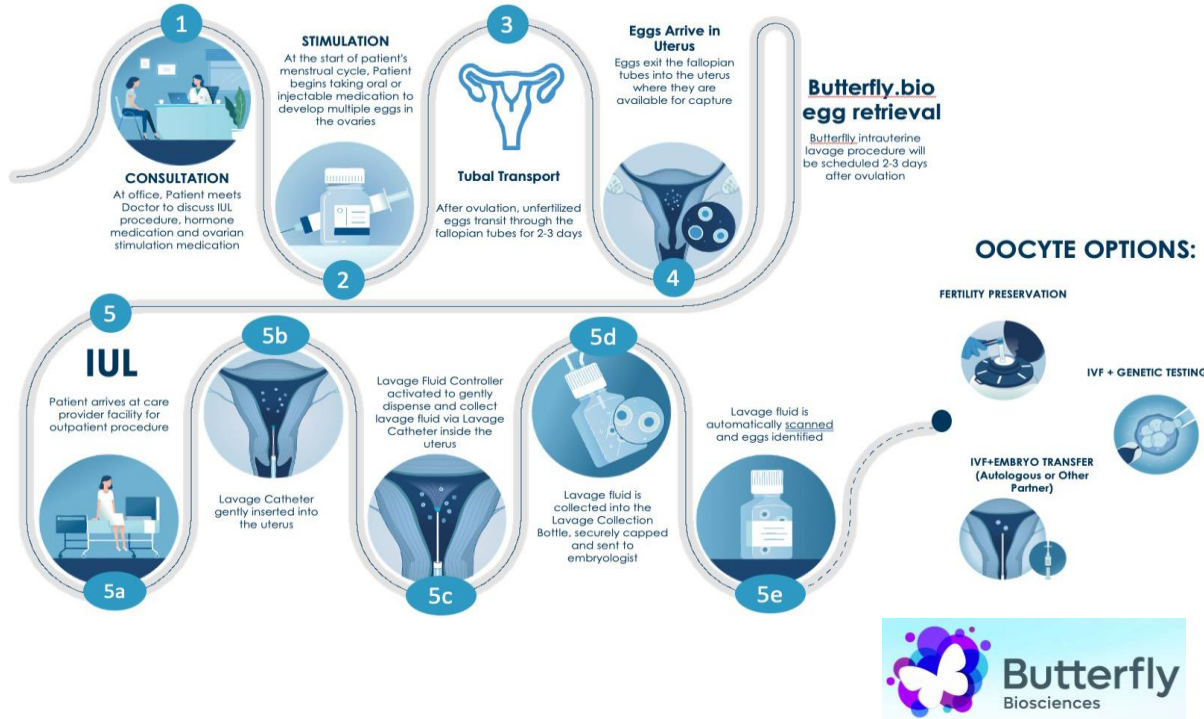 1
CONSULTATION
At office, Patient meets
Doctor to discuss IUL
procedure, hormone
medication and ovarian
stimulation medication
STIMULATION
At the start of patient's
menstrual cycle, Patient
begins taking oral or
injectable medication to
develop multiple eggs in
the ovaries
2
3
Tubal Transport
After ovulation, unfertilized
eggs transit through the
fallopian tubes for 2-3 days
Eggs Arrive in
Uterus
Eggs exit the fallopian
tubes into the uterus
where they are
available for capture
4
Butterfly.bio
egg retrieval
Butterflly intrauterine
lavage procedure will
be scheduled 2-3 days
after ovulation
5
IUL
Patient arrives at care
provider facility for
outpatient procedure
5a
5b
Lavage Catheter
gently inserted into
the uterus
Lavage Fluid Controller
activated to gently
dispense and collect
lavage fluid via Lavage
Catheter inside the
uterus
5c
5d
Lavage fluid is
collected into the
Lavage Collection
Bottle, securely capped
and sent to
embryologist
Lavage fluid is
automatically scanned
and eggs identified
5e
OOCYTE OPTIONS:
FERTILITY PRESERVATION
IVF + GENETIC TESTING
IVF+EMBRYO TRANSFER
(Autologous or Other
Partner)
Butterfly
Biosciences